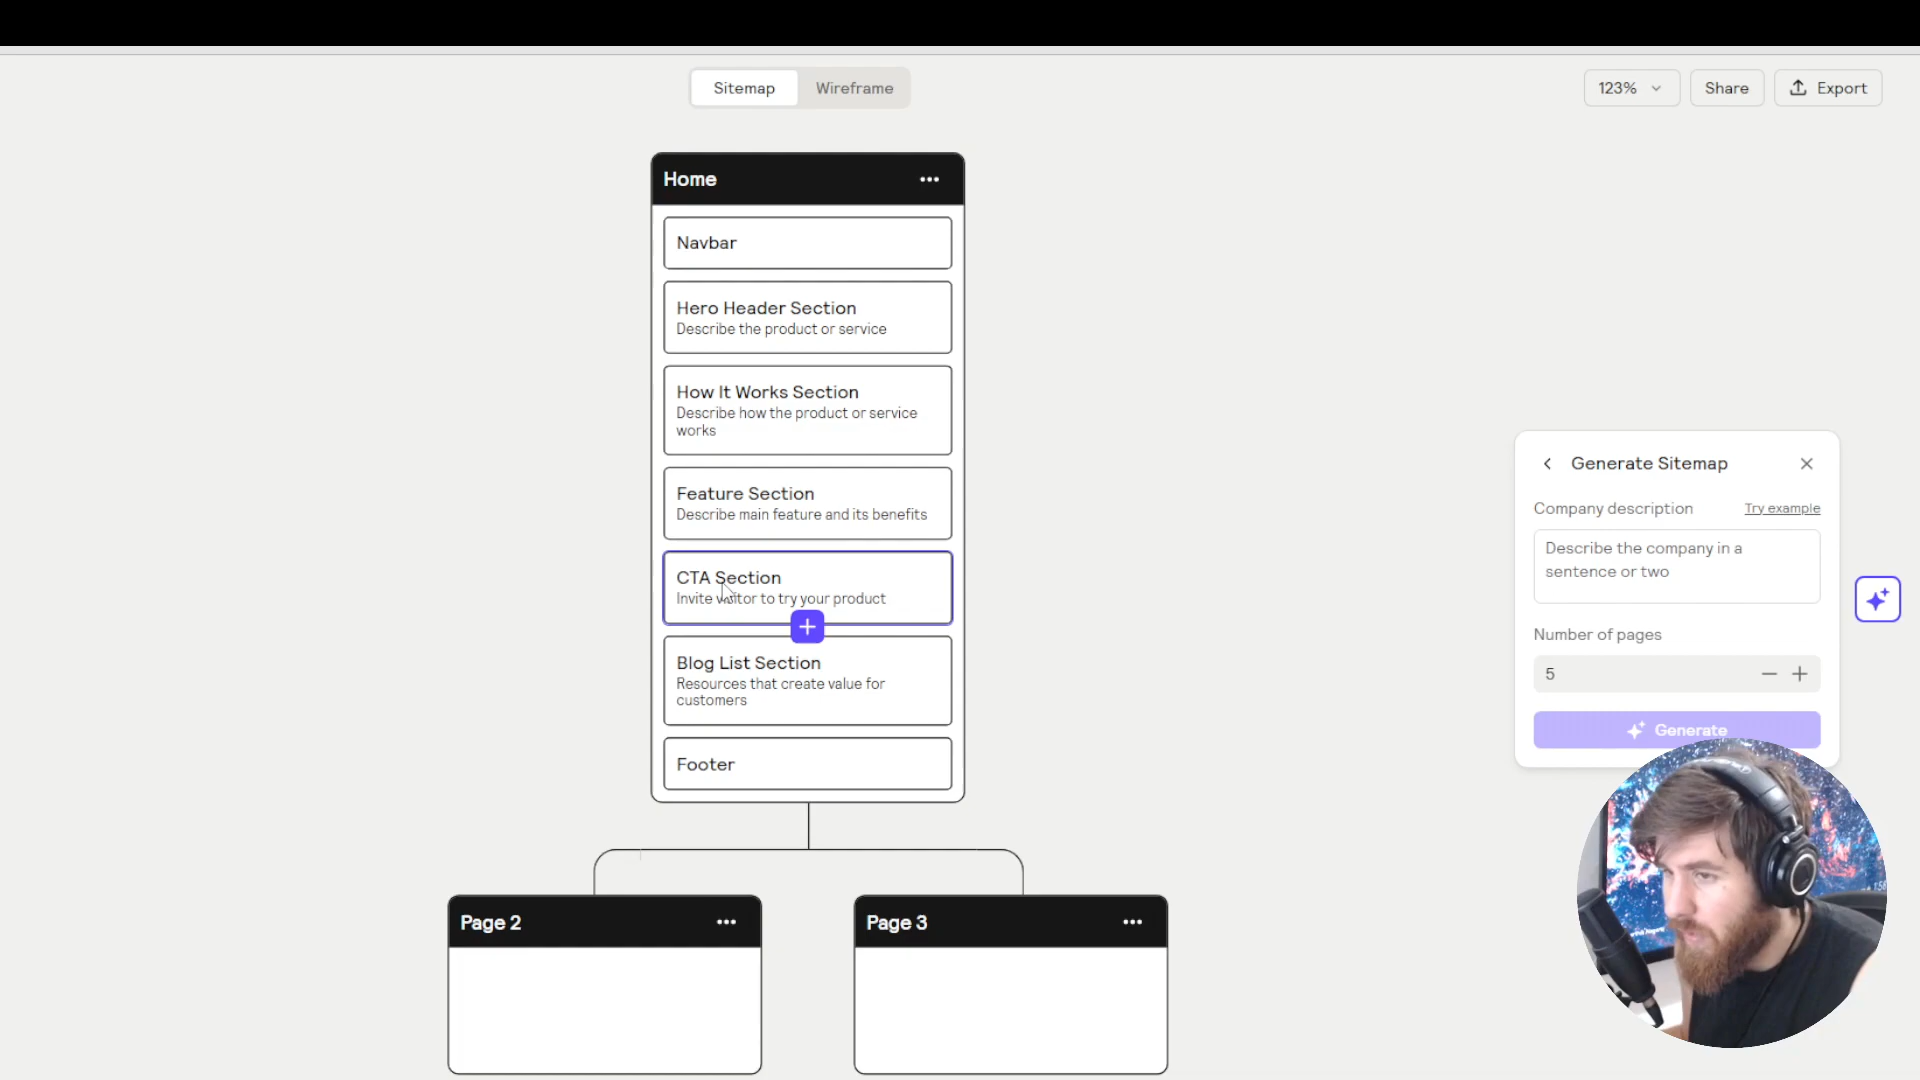 Sitemap
Wireframe
123%
Share
Export
Home
Navbar
Hero Header Section
Describe the product or service
How It Works Section
Describe how the product or service
works
Feature Section
Describe main feature and its benefits
CTA Section
Invite visitor to try your product
Blog List Section
Resources that create value for
customers
Footer
Page 2
Page 3
Generate Sitemap
Company description
Try example
Describe the company in a
sentence or two
Number of pages
5
Generate